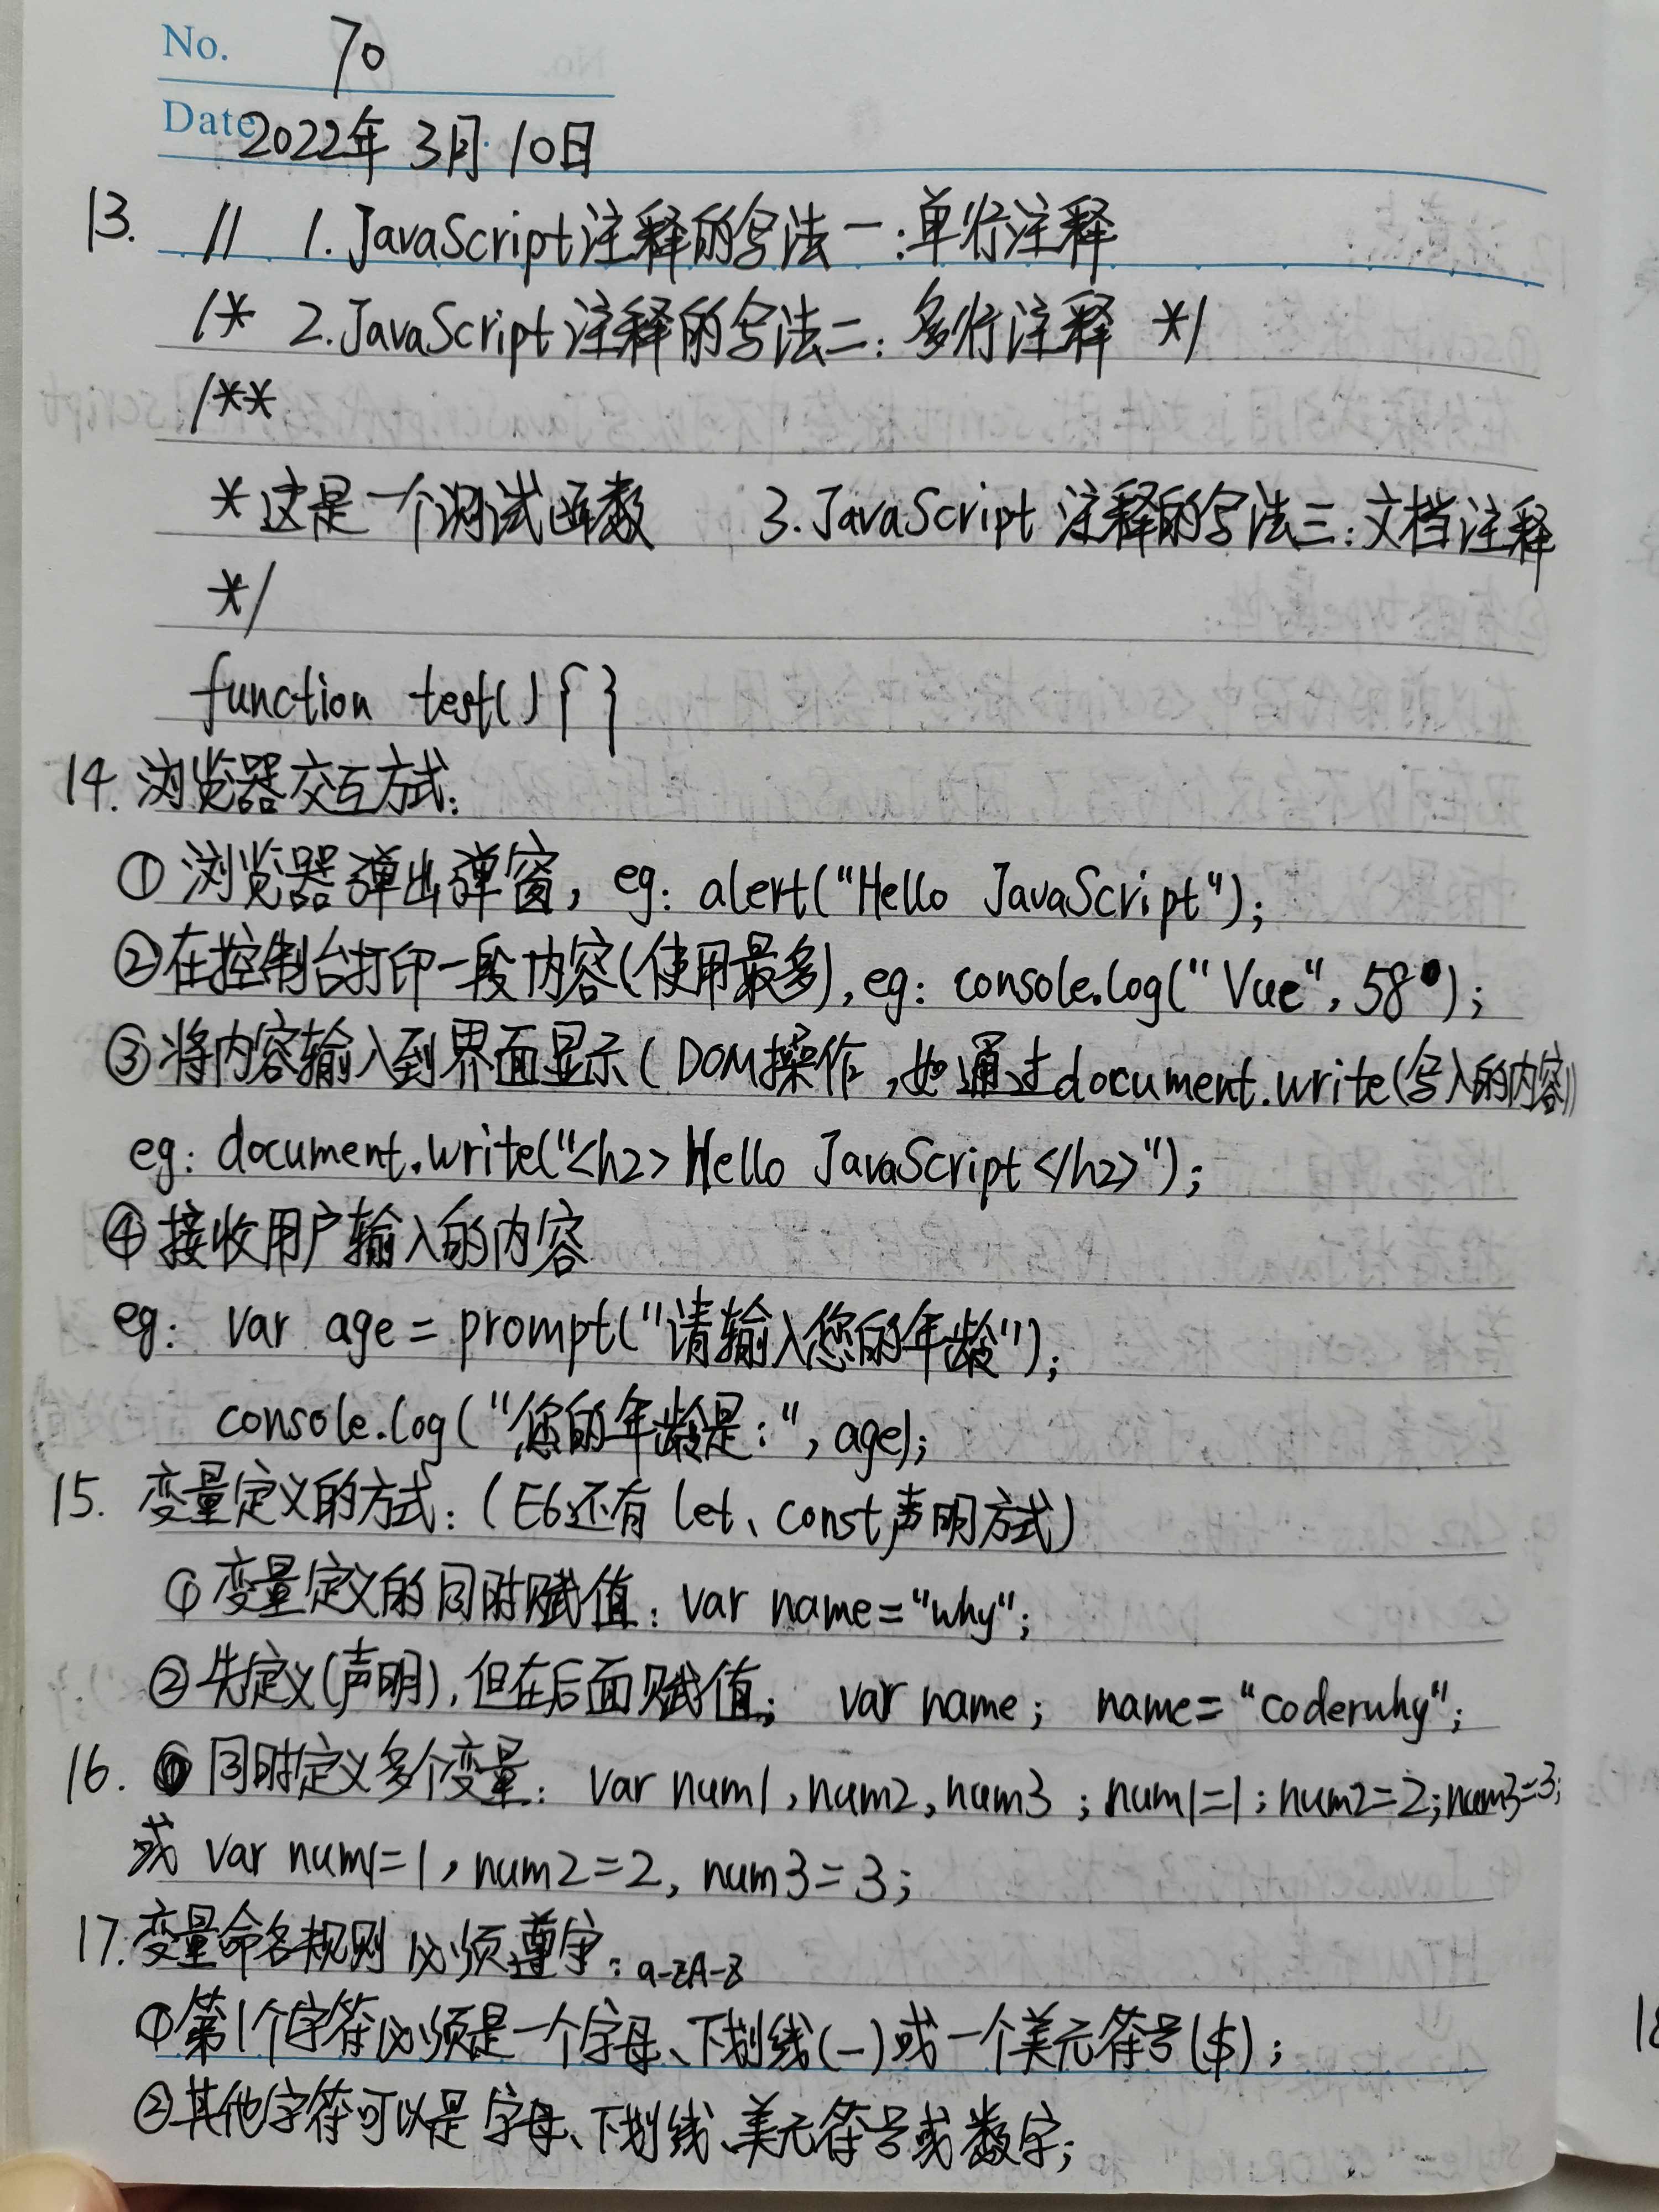 No. 70
Date 2022年3月10日
13. // 1.JavaScript注释的写法一:单行注释
/* 2.JavaScript注释的写法二:多行注释 */
/**
*这是一个测试函数 3.JavaScript注释的写法三:文档注释
*/
function test(){ }
14.浏览器交互方式:
①浏览器弹出弹窗, eg: alert("Hello JavaScript");
②在控制台打印一段内容(使用最多),eg: console.log("Vue", 58);
③将内容输入到界面显示(DOM操作,如通过document.write(写入的内容))
eg: document.write("<h2>Hello JavaScript</h2>");
④接收用户输入的内容
eg: var age = prompt("请输入您的年龄");
console.log("您的年龄是:", age);
15. 变量定义的方式:(E6还有let、const声明方式)
①变量定义的同时赋值: var name="why";
②先定义(声明),但在后面赋值; var name; name="coderwhy";
16. 同时定义多个变量: var num1,num2,num3;num1=1;num2=2;num3=3;
或 var num1=1,num2=2, num3=3;
17.变量命名规则 必须遵守:a-zA-Z
①第1个字符必须是一个字母、下划线(-)或一个美元符号($);
②其他字符可以是字母、下划线、美元符号或数字;